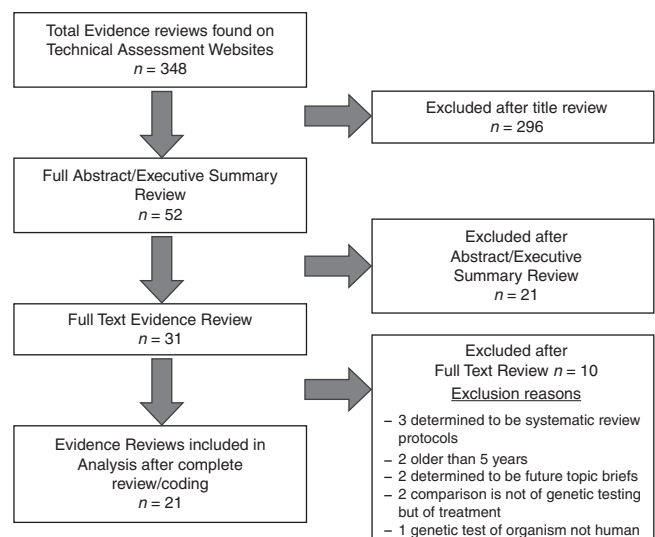 Total Evidence reviews found on
Technical Assessment Websites
n = 348
Excluded after title review
n = 296
Full Abstract/Executive Summary
Review
n = 52
Excluded after
Abstract/Executive
Summary Review
n = 21
Full Text Evidence Review
n = 31
Excluded after
Full Text Review n = 10
Exclusion reasons
– 3 determined to be systematic review
protocols
– 2 older than 5 years
– 2 determined to be future topic briefs
– 2 comparison is not of genetic testing
but of treatment
– 1 genetic test of organism not human
Evidence Reviews included in
Analysis after complete
review/coding
n = 21